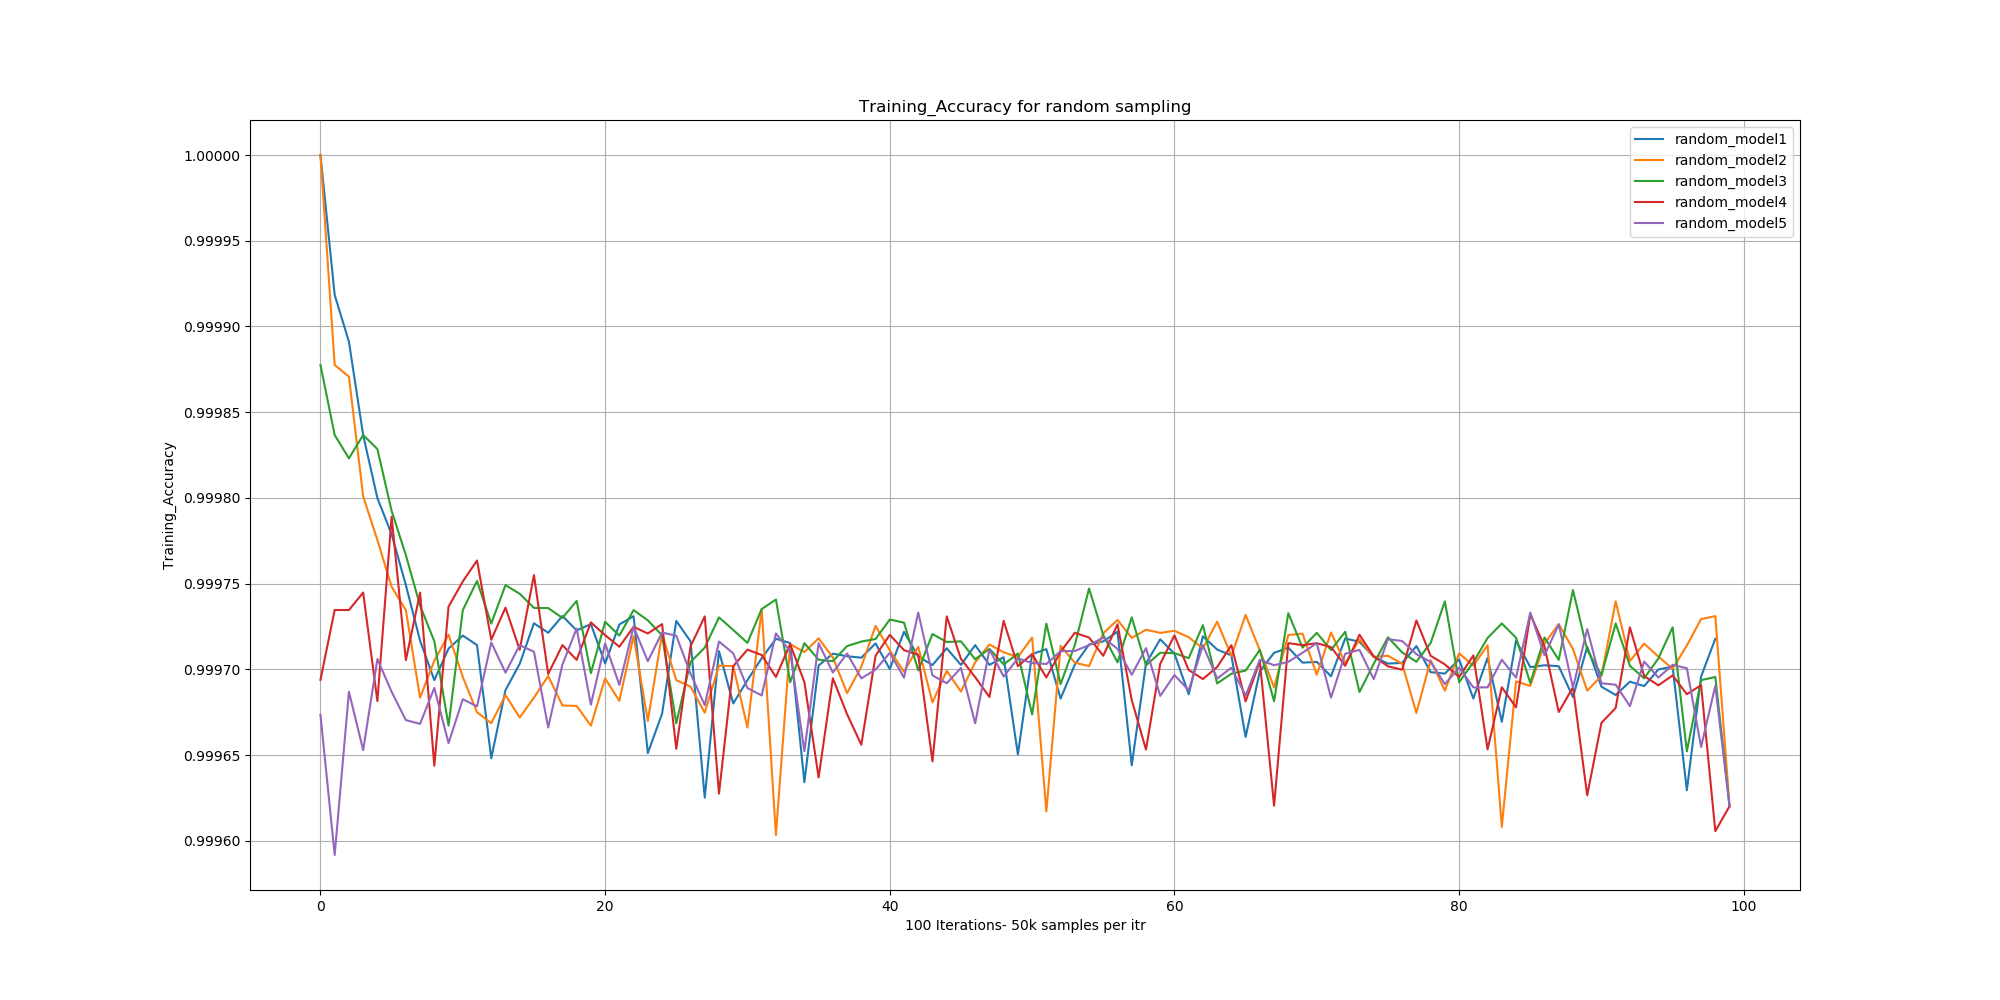 Training_Accuracy for random sampling
random_model1
random_model2
random_model3
random_model4
random_model5
Training_Accuracy
1.00000
0.99995
0.99990
0.99985
0.99980
0.99975
0.99970
0.99965
0.99960
0 20 40 60 80 100
100 Iterations- 50k samples per itr